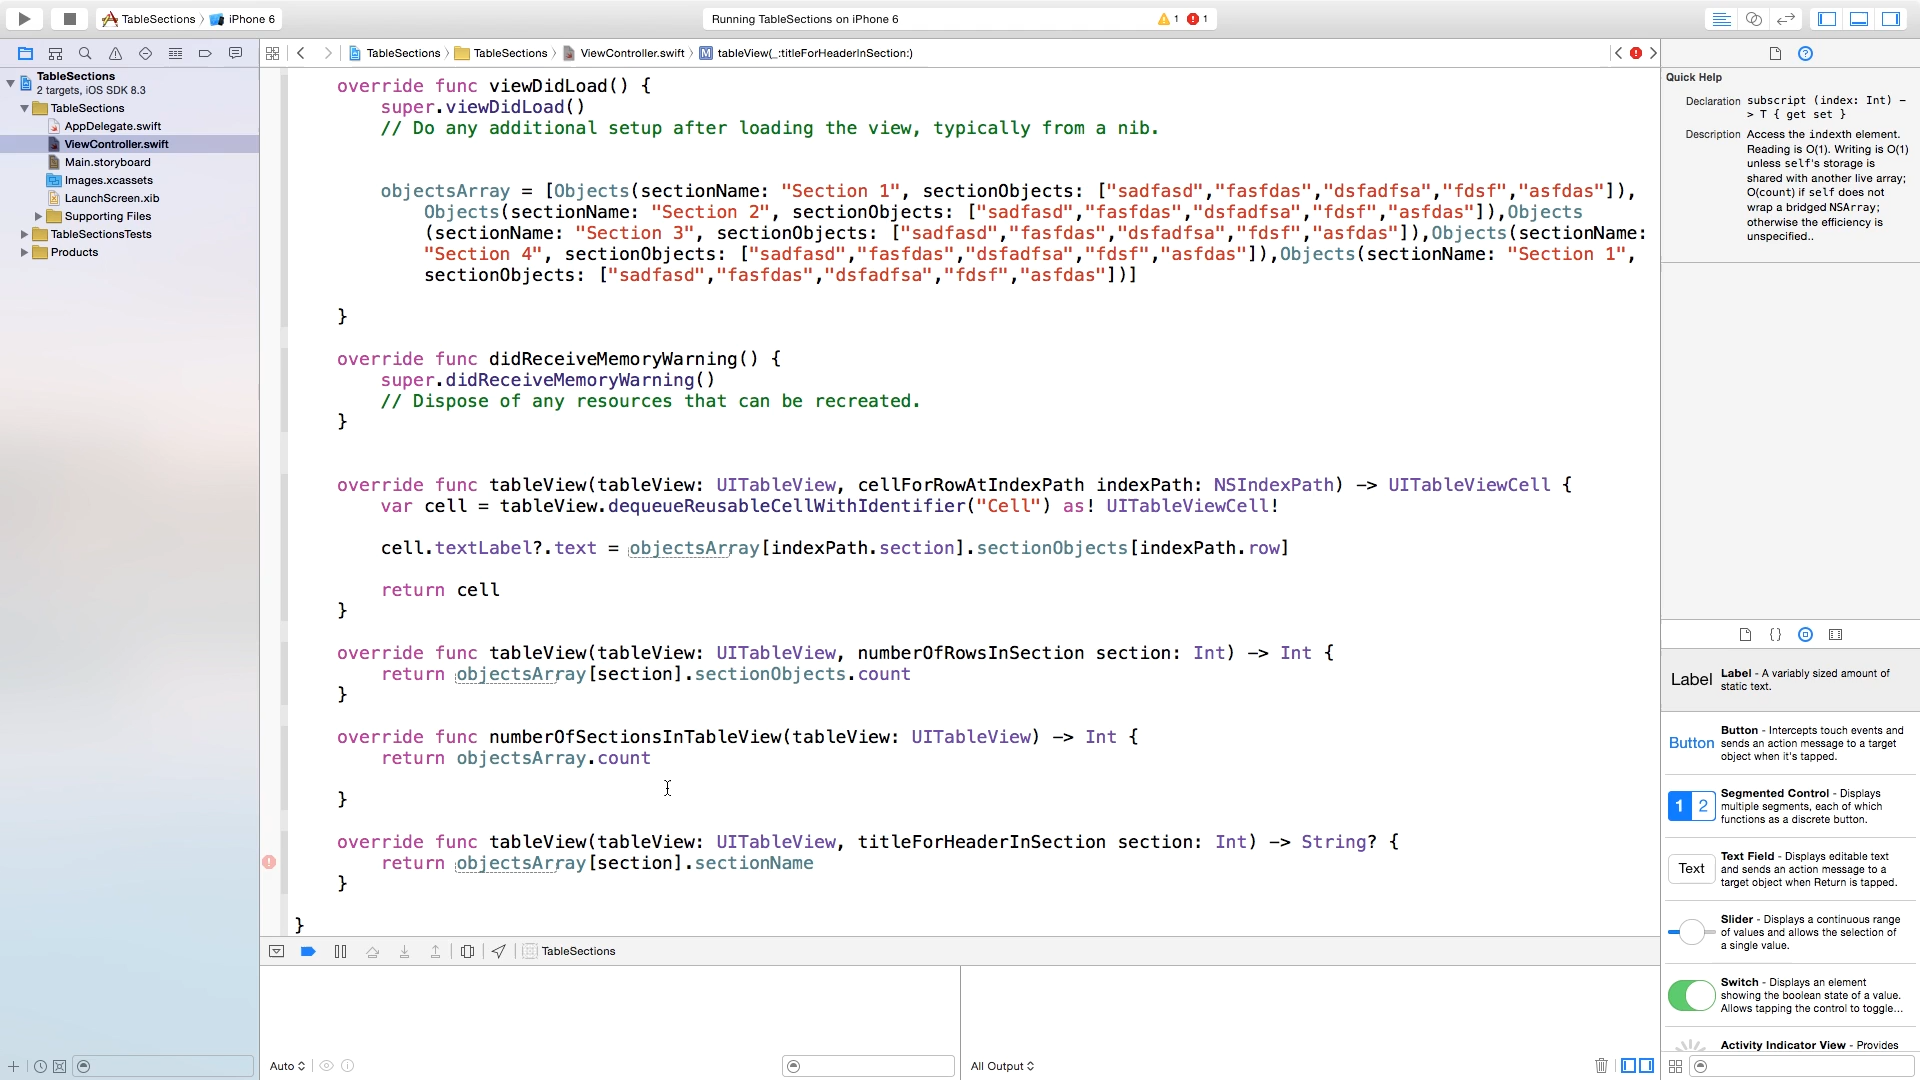 TableSections
iPhone 6
Running TableSections on iPhone 6
1
1
TableSections
TableSections
ViewController.swift
tableView(_:titleForHeaderInSection:)
TableSections
2 targets, iOS SDK 8.3
TableSections
AppDelegate.swift
ViewController.swift
Main.storyboard
Images.xcassets
LaunchScreen.xib
Supporting Files
TableSectionsTests
Products
override func viewDidLoad() {
super.viewDidLoad()
// Do any additional setup after loading the view, typically from a nib.
objectsArray = [Objects(sectionName: "Section 1", sectionObjects: ["sadfasd","fasfdas","dsfadfsa","fdsf","asfdas"]),
Objects(sectionName: "Section 2", sectionObjects: ["sadfasd","fasfdas","dsfadfsa","fdsf","asfdas"]),Objects
(sectionName: "Section 3", sectionObjects: ["sadfasd","fasfdas","dsfadfsa","fdsf","asfdas"]),Objects(sectionName:
"Section 4", sectionObjects: ["sadfasd","fasfdas","dsfadfsa","fdsf","asfdas"]),Objects(sectionName: "Section 1",
sectionObjects: ["sadfasd","fasfdas","dsfadfsa","fdsf","asfdas"])]
}
override func didReceiveMemoryWarning() {
super.didReceiveMemoryWarning()
// Dispose of any resources that can be recreated.
}
override func tableView(tableView: UITableView, cellForRowAtIndexPath indexPath: NSIndexPath) -> UITableViewCell {
var cell = tableView.dequeueReusableCellWithIdentifier("Cell") as! UITableViewCell!
cell.textLabel?.text = objectsArray[indexPath.section].sectionObjects[indexPath.row]
return cell
}
override func tableView(tableView: UITableView, numberOfRowsInSection section: Int) -> Int {
return objectsArray[section].sectionObjects.count
}
override func numberOfSectionsInTableView(tableView: UITableView) -> Int {
return objectsArray.count
}
override func tableView(tableView: UITableView, titleForHeaderInSection section: Int) -> String? {
return objectsArray[section].sectionName
}
}
TableSections
Auto
All Output
Quick Help
Declaration subscript (index: Int) -
> T { get set }
Description Access the indexth element.
Reading is O(1). Writing is O(1)
unless self's storage is
shared with another live array;
O(count) if self does not
wrap a bridged NSArray;
otherwise the efficiency is
unspecified..
Label
Label - A variably sized amount of
static text.
Button
Button - Intercepts touch events and
sends an action message to a target
object when it's tapped.
1 2
Segmented Control - Displays
multiple segments, each of which
functions as a discrete button.
Text
Text Field - Displays editable text
and sends an action message to a
target object when Return is tapped.
Slider - Displays a continuous range
of values and allows the selection of
a single value.
Switch - Displays an element
showing the boolean state of a value.
Allows tapping the control to toggle...
Activity Indicator View - Provides